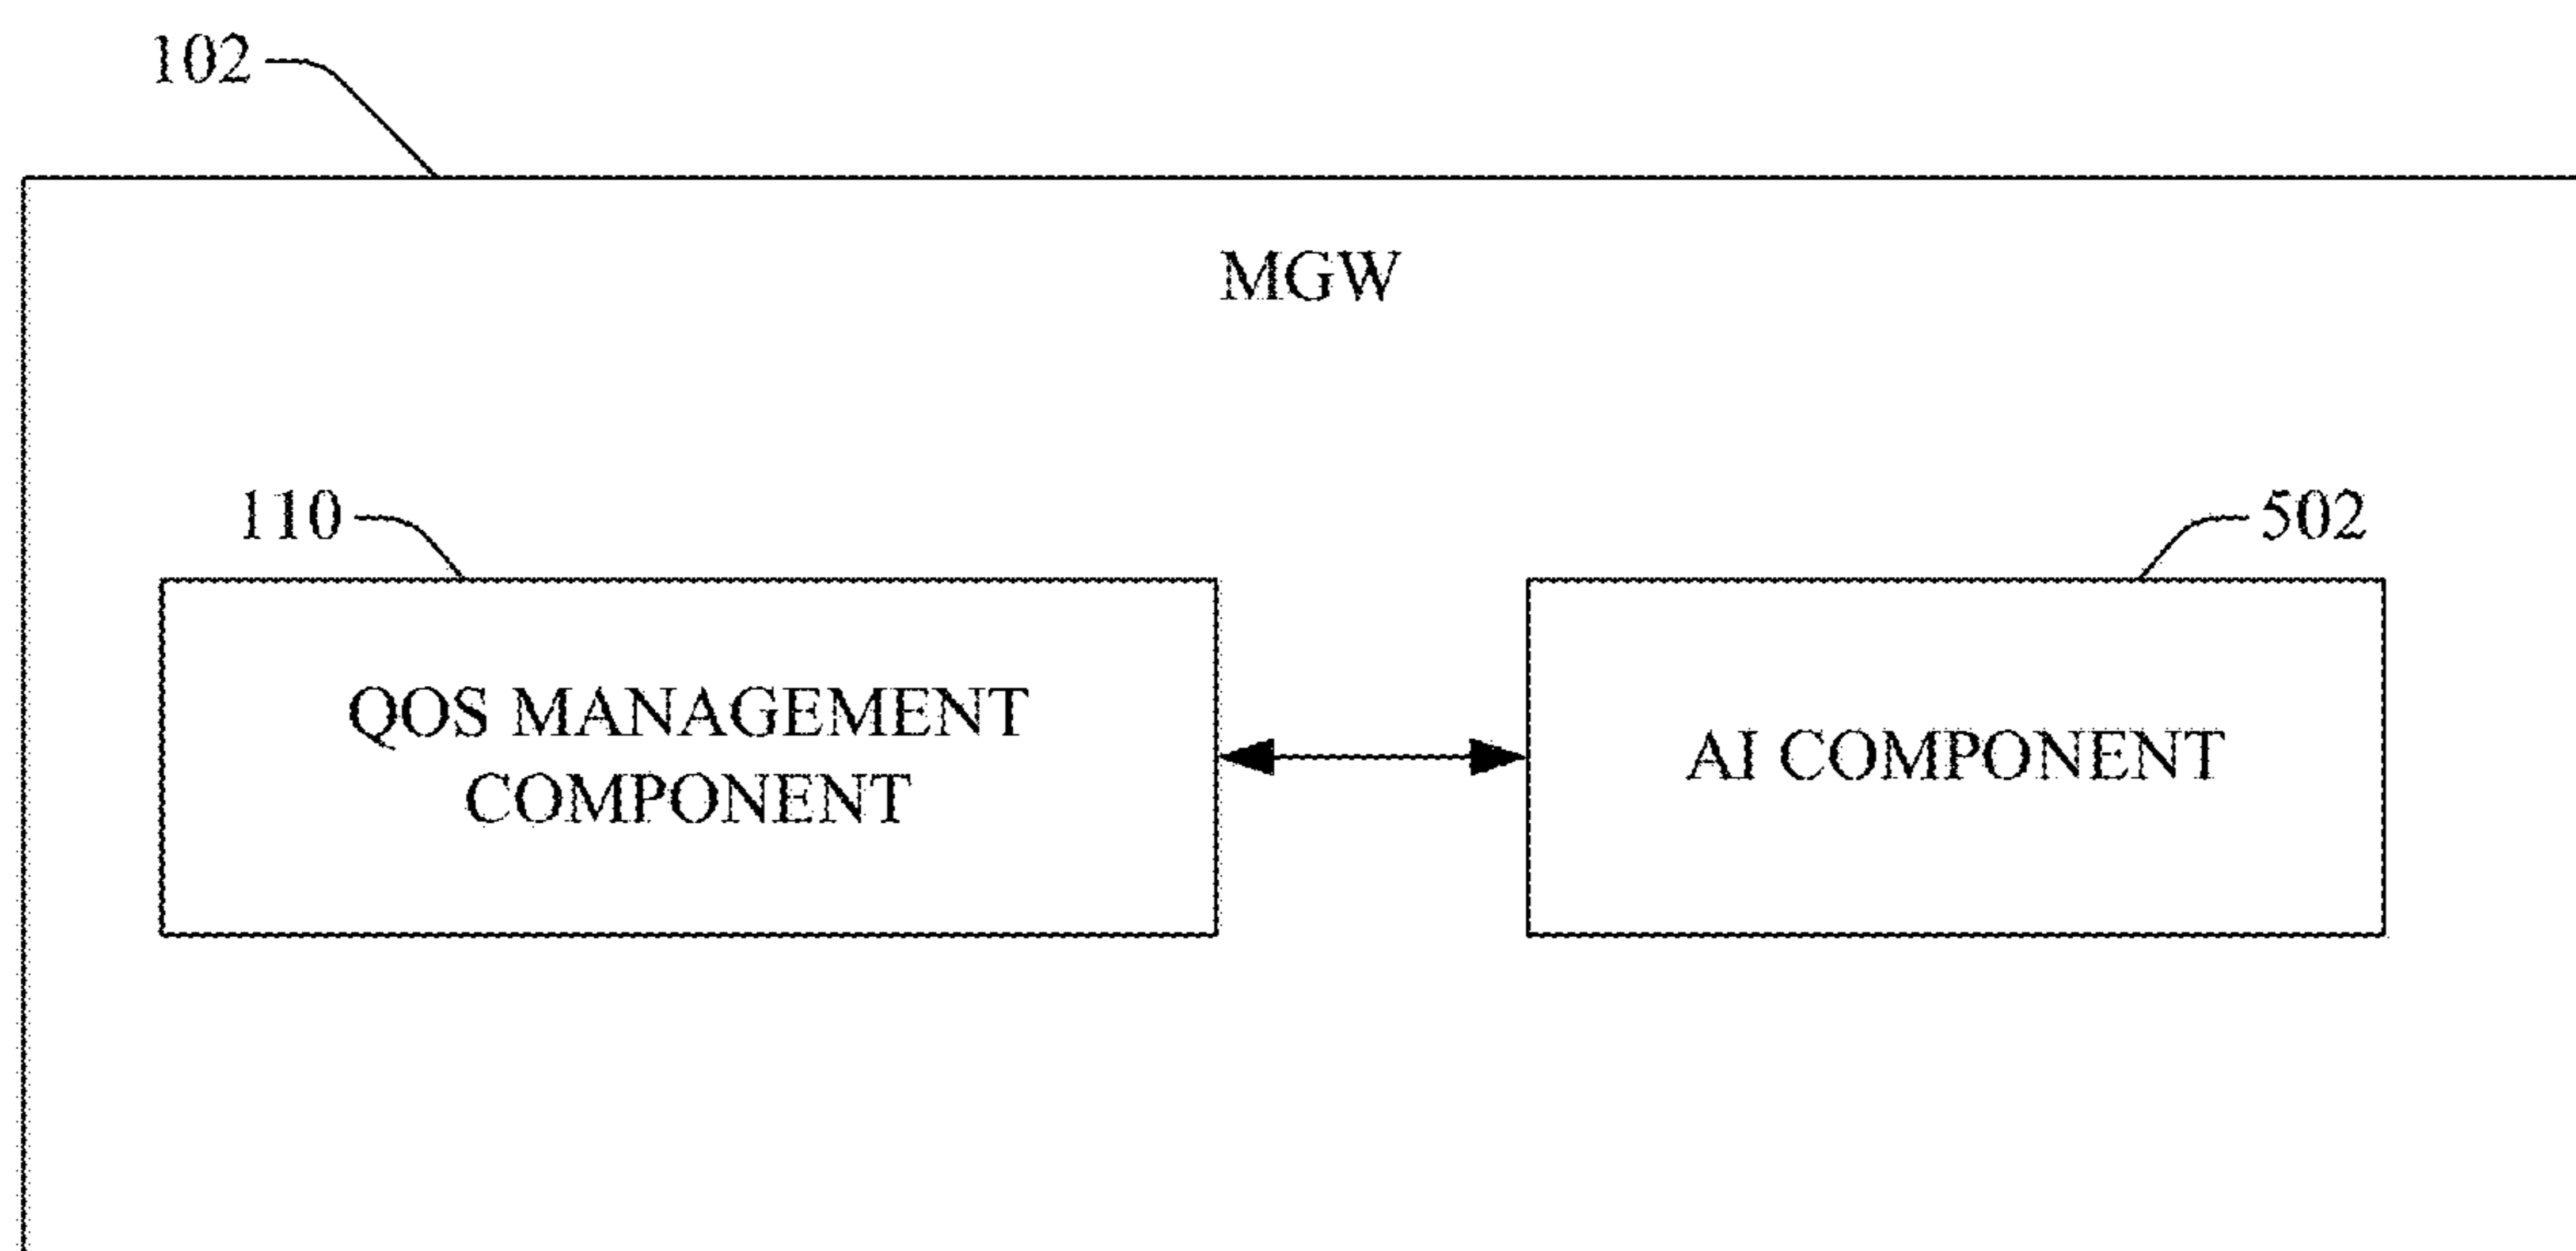 102
MGW
110
502
QOS MANAGEMENT
COMPONENT
AI COMPONENT